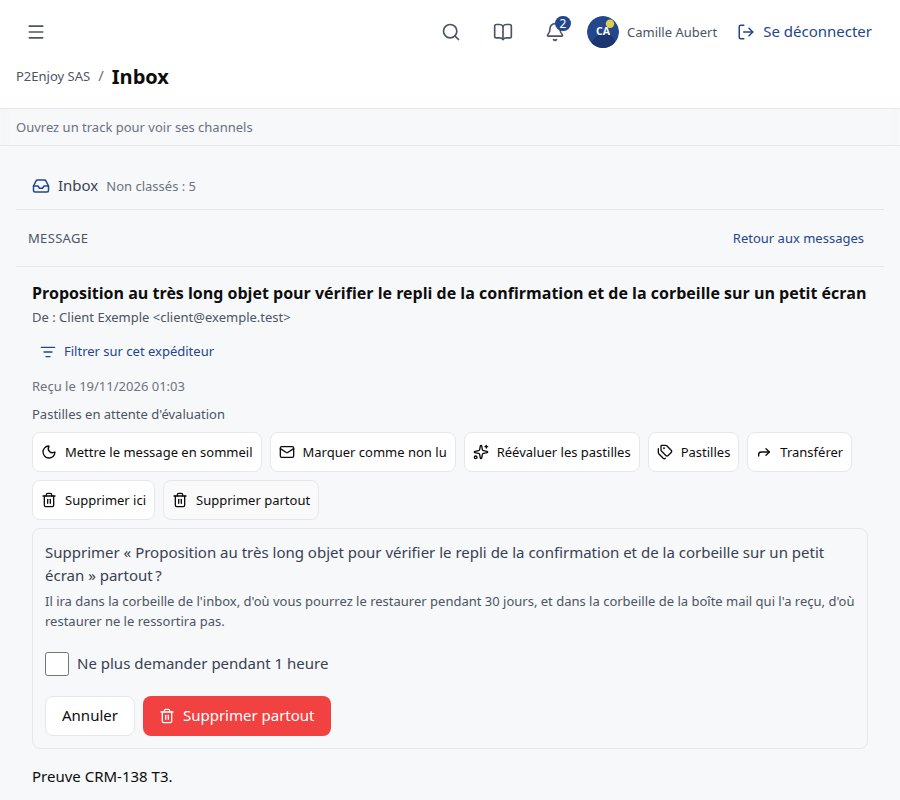 2
CA
Camille Aubert
Se déconnecter
P2Enjoy SAS / Inbox
Ouvrez un track pour voir ses channels
Inbox Non classés : 5
MESSAGE
Retour aux messages
Proposition au très long objet pour vérifier le repli de la confirmation et de la corbeille sur un petit écran
De : Client Exemple <client@exemple.test>
Filtrer sur cet expéditeur
Reçu le 19/11/2026 01:03
Pastilles en attente d'évaluation
Mettre le message en sommeil
Marquer comme non lu
Réévaluer les pastilles
Pastilles
Transférer
Supprimer ici
Supprimer partout
Supprimer « Proposition au très long objet pour vérifier le repli de la confirmation et de la corbeille sur un petit
écran » partout ?
Il ira dans la corbeille de l'inbox, d'où vous pourrez le restaurer pendant 30 jours, et dans la corbeille de la boîte mail qui l'a reçu, d'où
restaurer ne le ressortira pas.
Ne plus demander pendant 1 heure
Annuler
Supprimer partout
Preuve CRM-138 T3.